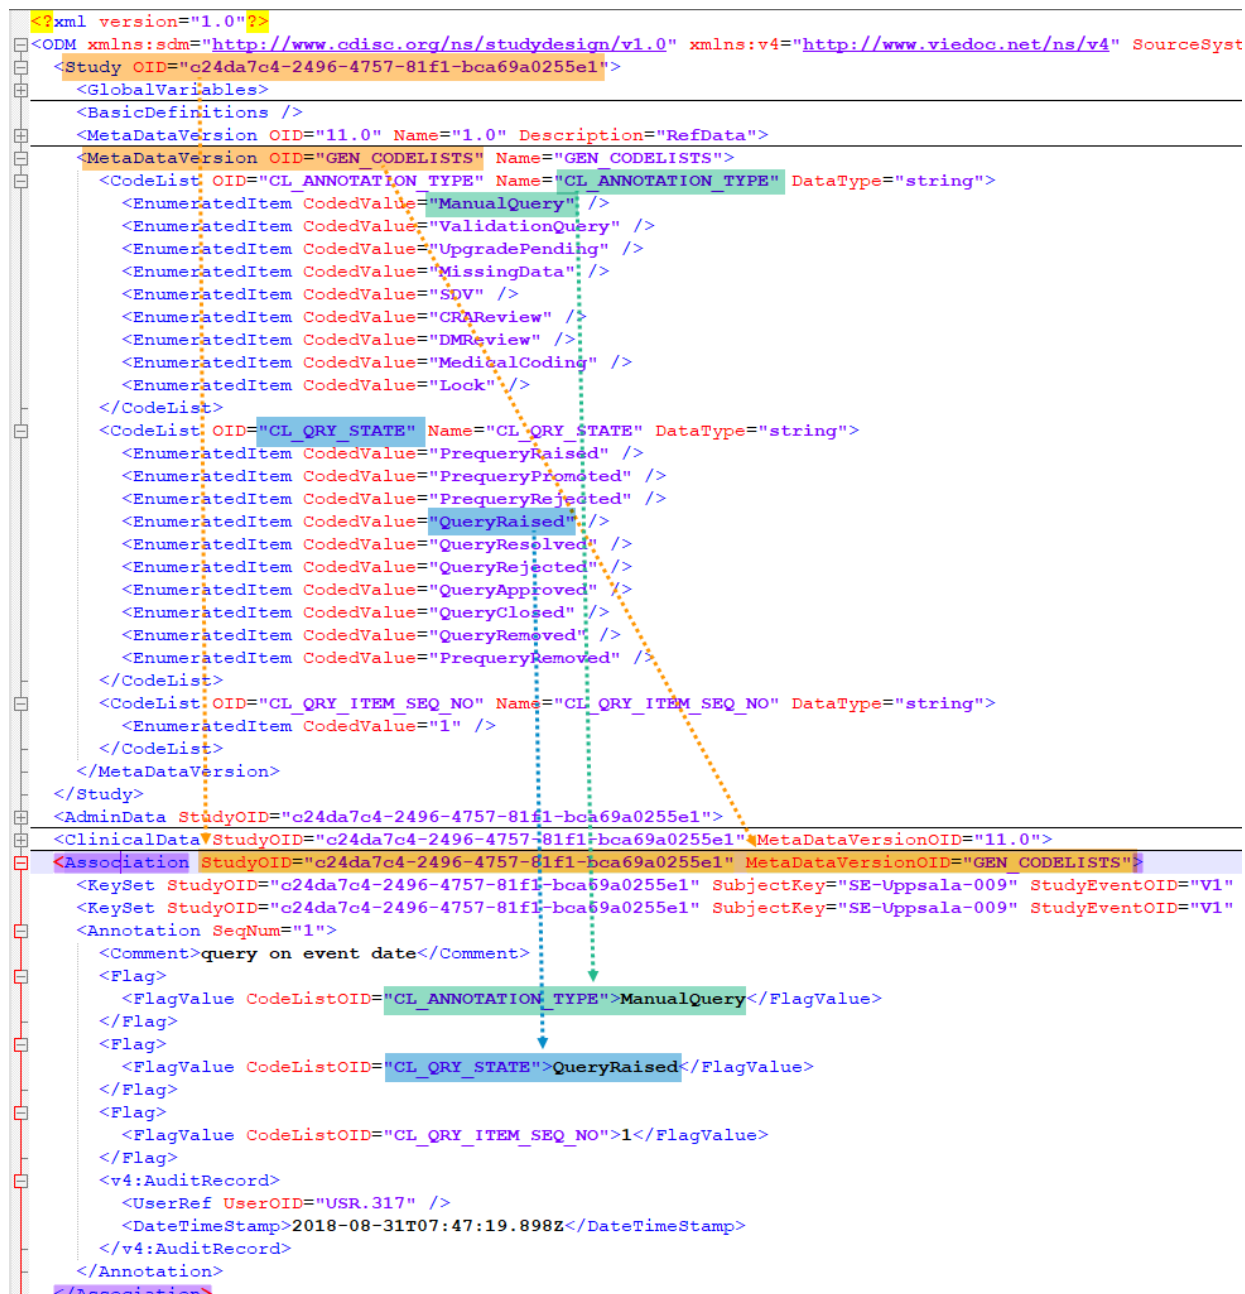 <?xml version="1.0"?>
<ODM xmlns:sdm="http://www.cdisc.org/ns/studydesign/v1.0" xmlns:v4="http://www.viedoc.net/ns/v4" SourceSyst
<Study OID="c24da7c4-2496-4757-81f1-bca69a0255e1">
<GlobalVariables>
<BasicDefinitions />
<MetaDataVersion OID="11.0" Name="1.0" Description="RefData">
<MetaDataVersion OID="GEN_CODELISTS" Name="GEN_CODELISTS">
<CodeList OID="CL_ANNOTATION_TYPE" Name="CL_ANNOTATION_TYPE" DataType="string">
<EnumeratedItem CodedValue="ManualQuery" />
<EnumeratedItem CodedValue="ValidationQuery" />
<EnumeratedItem CodedValue="UpgradePending" />
<EnumeratedItem CodedValue="MissingData" />
<EnumeratedItem CodedValue="SDV" />
<EnumeratedItem CodedValue="CRAReview" />
<EnumeratedItem CodedValue="DMReview" />
<EnumeratedItem CodedValue="MedicalCoding" />
<EnumeratedItem CodedValue="Lock" />
</CodeList>
<CodeList OID="CL_QRY_STATE" Name="CL_QRY_STATE" DataType="string">
<EnumeratedItem CodedValue="PrequeryRaised" />
<EnumeratedItem CodedValue="PrequeryPromoted" />
<EnumeratedItem CodedValue="PrequeryRejected" />
<EnumeratedItem CodedValue="QueryRaised" />
<EnumeratedItem CodedValue="QueryResolved" />
<EnumeratedItem CodedValue="QueryRejected" />
<EnumeratedItem CodedValue="QueryApproved" />
<EnumeratedItem CodedValue="QueryClosed" />
<EnumeratedItem CodedValue="QueryRemoved" />
<EnumeratedItem CodedValue="PrequeryRemoved" />
</CodeList>
<CodeList OID="CL_QRY_ITEM_SEQ_NO" Name="CL_QRY_ITEM_SEQ_NO" DataType="string">
<EnumeratedItem CodedValue="1" />
</CodeList>
</MetaDataVersion>
</Study>
<AdminData StudyOID="c24da7c4-2496-4757-81f1-bca69a0255e1">
<ClinicalData StudyOID="c24da7c4-2496-4757-81f1-bca69a0255e1" MetaDataVersionOID="11.0">
<Association StudyOID="c24da7c4-2496-4757-81f1-bca69a0255e1" MetaDataVersionOID="GEN_CODELISTS">
<KeySet StudyOID="c24da7c4-2496-4757-81f1-bca69a0255e1" SubjectKey="SE-Uppsala-009" StudyEventOID="V1"
<KeySet StudyOID="c24da7c4-2496-4757-81f1-bca69a0255e1" SubjectKey="SE-Uppsala-009" StudyEventOID="V1"
<Annotation SeqNum="1">
<Comment>query on event date</Comment>
<Flag>
<FlagValue CodeListOID="CL_ANNOTATION_TYPE">ManualQuery</FlagValue>
</Flag>
<Flag>
<FlagValue CodeListOID="CL_QRY_STATE">QueryRaised</FlagValue>
</Flag>
<Flag>
<FlagValue CodeListOID="CL_QRY_ITEM_SEQ_NO">1</FlagValue>
</Flag>
<v4:AuditRecord>
<UserRef UserOID="USR.317" />
<DateTimeStamp>2018-08-31T07:47:19.898Z</DateTimeStamp>
</v4:AuditRecord>
</Annotation>
</Association>